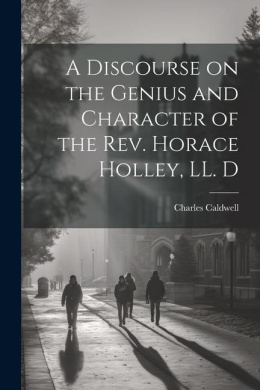 A Discourse on
the Genius and
Character of
the Rev. Horace
Holley, LL. D
Charles Caldwell